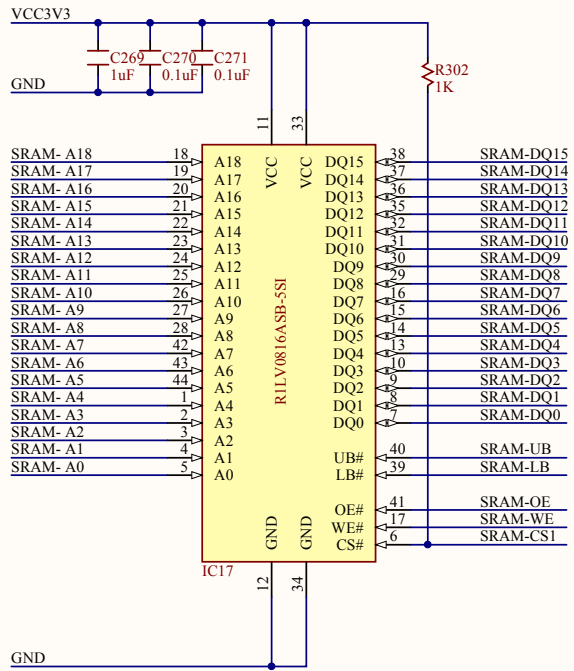 VCC3V3
C269 C270 C271
1uF 0.1uF 0.1uF
R302
1K
GND
11 33
VCC VCC
SRAM- A18 18 A18 DQ15 38 SRAM-DQ15
SRAM- A17 19 A17 DQ14 37 SRAM-DQ14
SRAM- A16 20 A16 DQ13 36 SRAM-DQ13
SRAM- A15 21 A15 DQ12 35 SRAM-DQ12
SRAM- A14 22 A14 DQ11 32 SRAM-DQ11
SRAM- A13 23 A13 DQ10 31 SRAM-DQ10
SRAM- A12 24 A12 DQ9 30 SRAM-DQ9
SRAM- A11 25 A11 DQ8 29 SRAM-DQ8
SRAM- A10 26 A10 DQ7 16 SRAM-DQ7
SRAM- A9 27 A9 DQ6 15 SRAM-DQ6
SRAM- A8 28 A8 DQ5 14 SRAM-DQ5
SRAM- A7 42 A7 DQ4 13 SRAM-DQ4
SRAM- A6 43 A6 DQ3 10 SRAM-DQ3
SRAM- A5 44 A5 DQ2 9 SRAM-DQ2
SRAM- A4 1 A4 DQ1 8 SRAM-DQ1
SRAM- A3 2 A3 DQ0 7 SRAM-DQ0
SRAM- A2 3 A2
SRAM- A1 4 A1 UB# 40 SRAM-UB
SRAM- A0 5 A0 LB# 39 SRAM-LB
R1LV0816ASB-5SI
OE# 41 SRAM-OE
WE# 17 SRAM-WE
CS# 6 SRAM-CS1
GND GND
IC17
12 34
GND